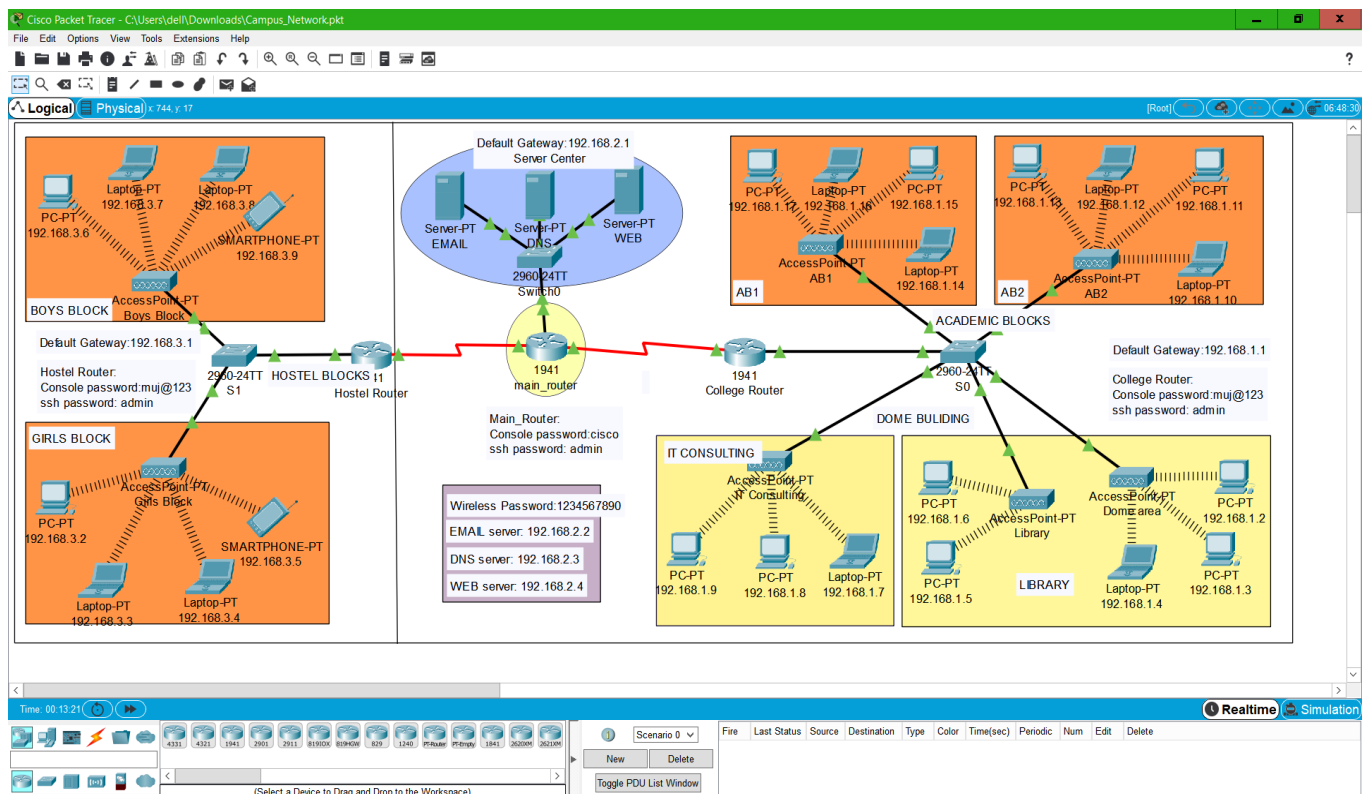 Cisco Packet Tracer - C:\Users\dell\Downloads\Campus_Network.pkt
File Edit Options View Tools Extensions Help
?
Logical Physical x: 744, y: 17
[Root] 06:48:30
BOYS BLOCK
PC-PT
192.168.3.6
Laptop-PT
192.168.3.7
Laptop-PT
192.168.3.8
SMARTPHONE-PT
192.168.3.9
AccessPoint-PT
Boys Block
Default Gateway:192.168.3.1
Hostel Router:
Console password:muj@123
ssh password: admin
2960-24TT
S1
HOSTEL BLOCKS
Hostel Router
GIRLS BLOCK
AccessPoint-PT
Girls Block
PC-PT
192.168.3.2
SMARTPHONE-PT
192.168.3.5
Laptop-PT
192.168.3.3
Laptop-PT
192.168.3.4
Default Gateway:192.168.2.1
Server Center
Server-PT
EMAIL
Server-PT
DNS
Server-PT
WEB
2960-24TT
Switch0
1941
main_router
Main_Router:
Console password:cisco
ssh password: admin
Wireless Password:1234567890
EMAIL server: 192.168.2.2
DNS server: 192.168.2.3
WEB server: 192.168.2.4
1941
College Router
AB1
PC-PT
192.168.1.17
Laptop-PT
192.168.1.16
PC-PT
192.168.1.15
AccessPoint-PT
AB1
Laptop-PT
192.168.1.14
AB2
PC-PT
192.168.1.13
Laptop-PT
192.168.1.12
PC-PT
192.168.1.11
AccessPoint-PT
AB2
Laptop-PT
192.168.1.10
ACADEMIC BLOCKS
2960-24TT
S0
Default Gateway:192.168.1.1
College Router:
Console password:muj@123
ssh password: admin
DOME BULIDING
IT CONSULTING
AccessPoint-PT
IT Consulting
PC-PT
192.168.1.9
PC-PT
192.168.1.8
Laptop-PT
192.168.1.7
PC-PT
192.168.1.6
AccessPoint-PT
Library
AccessPoint-PT
Dome area
PC-PT
192.168.1.2
PC-PT
192.168.1.5
LIBRARY
Laptop-PT
192.168.1.4
PC-PT
192.168.1.3
Time: 00:13:21
Realtime Simulation
4331 4321 1941 2901 2911 819IOX 819HGW 829 1240 PT-Router PT-Empty 1841 2620XM 2621XM
(Select a Device to Drag and Drop to the Workspace)
Scenario 0
New Delete
Toggle PDU List Window
Fire Last Status Source Destination Type Color Time(sec) Periodic Num Edit Delete